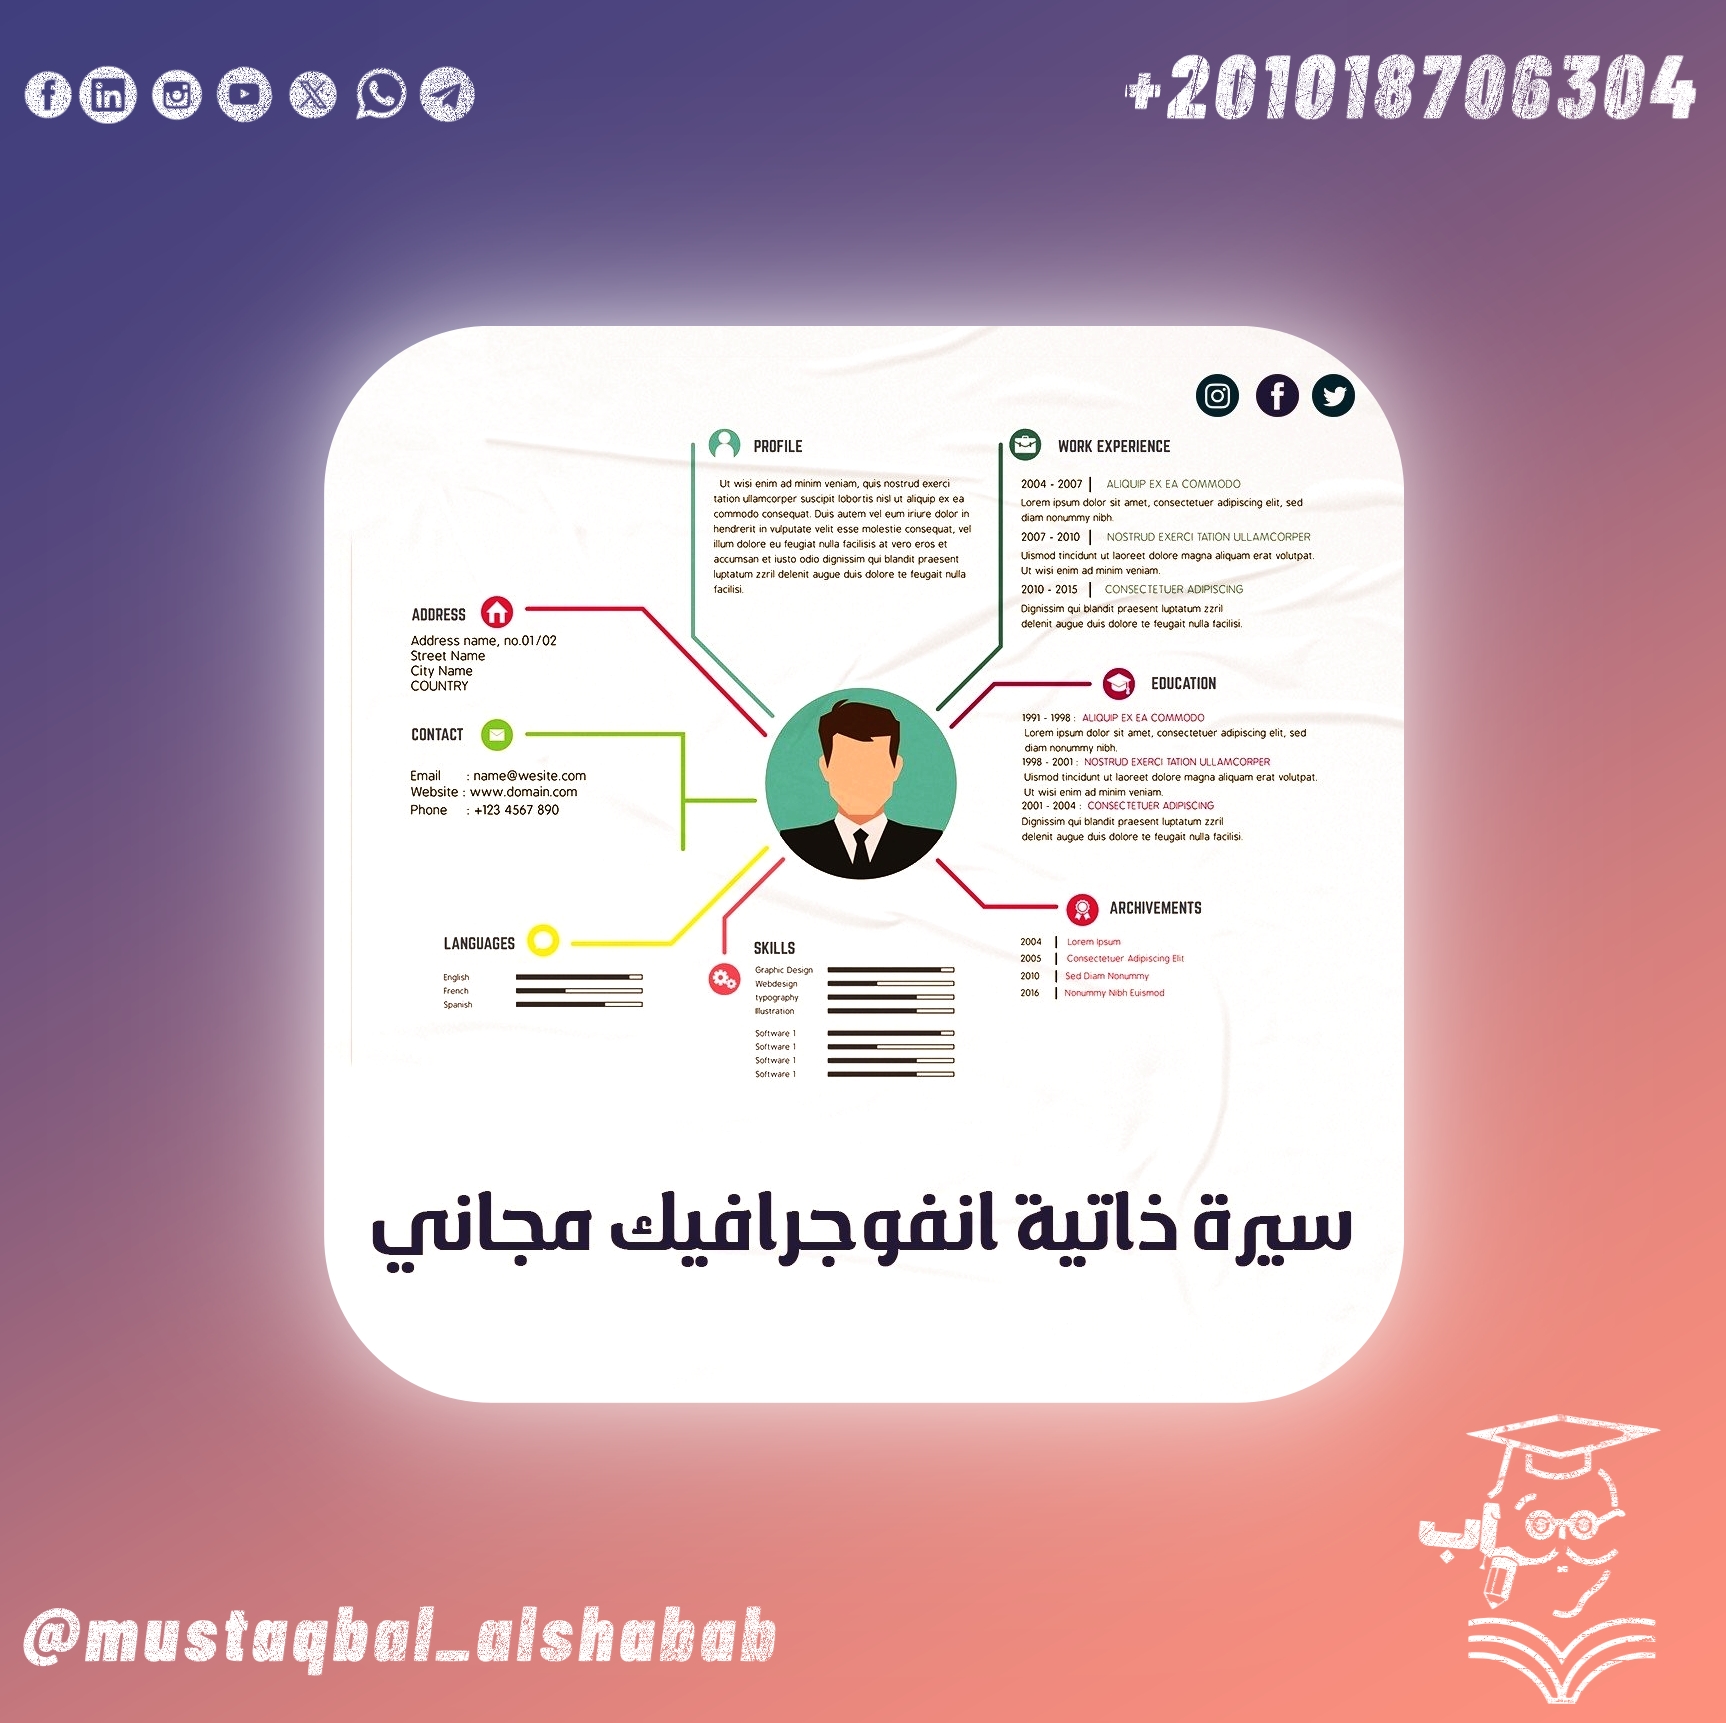 +201018706304
PROFILE
Ut wisi enim ad minim veniam, quis nostrud exerci
tation ullamcorper suscipit lobortis nisl ut aliquip ex ea
commodo consequat. Duis autem vel eum iriure dolor in
hendrerit in vulputate velit esse molestie consequat, vel
illum dolore eu feugiat nulla facilisis at vero eros et
accumsan et iusto odio dignissim qui blandit praesent
luptatum zzril delenit augue duis dolore te feugait nulla
facilisi.
WORK EXPERIENCE
2004 - 2007 | ALIQUIP EX EA COMMODO
Lorem ipsum dolor sit amet, consectetuer adipiscing elit, sed
diam nonummy nibh.
2007 - 2010 | NOSTRUD EXERCI TATION ULLAMCORPER
Uismod tincidunt ut laoreet dolore magna aliquam erat volutpat.
Ut wisi enim ad minim veniam.
2010 - 2015 | CONSECTETUER ADIPISCING
Dignissim qui blandit praesent luptatum zzril
delenit augue duis dolore te feugait nulla facilisi.
ADDRESS
Address name, no.01/02
Street Name
City Name
COUNTRY
CONTACT
Email : name@wesite.com
Website : www.domain.com
Phone : +123 4567 890
EDUCATION
1991 - 1998 : ALIQUIP EX EA COMMODO
Lorem ipsum dolor sit amet, consectetuer adipiscing elit, sed
diam nonummy nibh.
1998 - 2001 : NOSTRUD EXERCI TATION ULLAMCORPER
Uismod tincidunt ut laoreet dolore magna aliquam erat volutpat.
Ut wisi enim ad minim veniam.
2001 - 2004 : CONSECTETUER ADIPISCING
Dignissim qui blandit praesent luptatum zzril
delenit augue duis dolore te feugait nulla facilisi.
LANGUAGES
English
French
Spanish
SKILLS
Graphic Design
Webdesign
typography
Illustration
Software 1
Software 1
Software 1
Software 1
ARCHIVEMENTS
2004 | Lorem Ipsum
2005 | Consectetuer Adipiscing Elit
2010 | Sed Diam Nonummy
2016 | Nonummy Nibh Euismod
سيرة ذاتية انفوجرافيك مجاني
@mustaqbal_alshabab